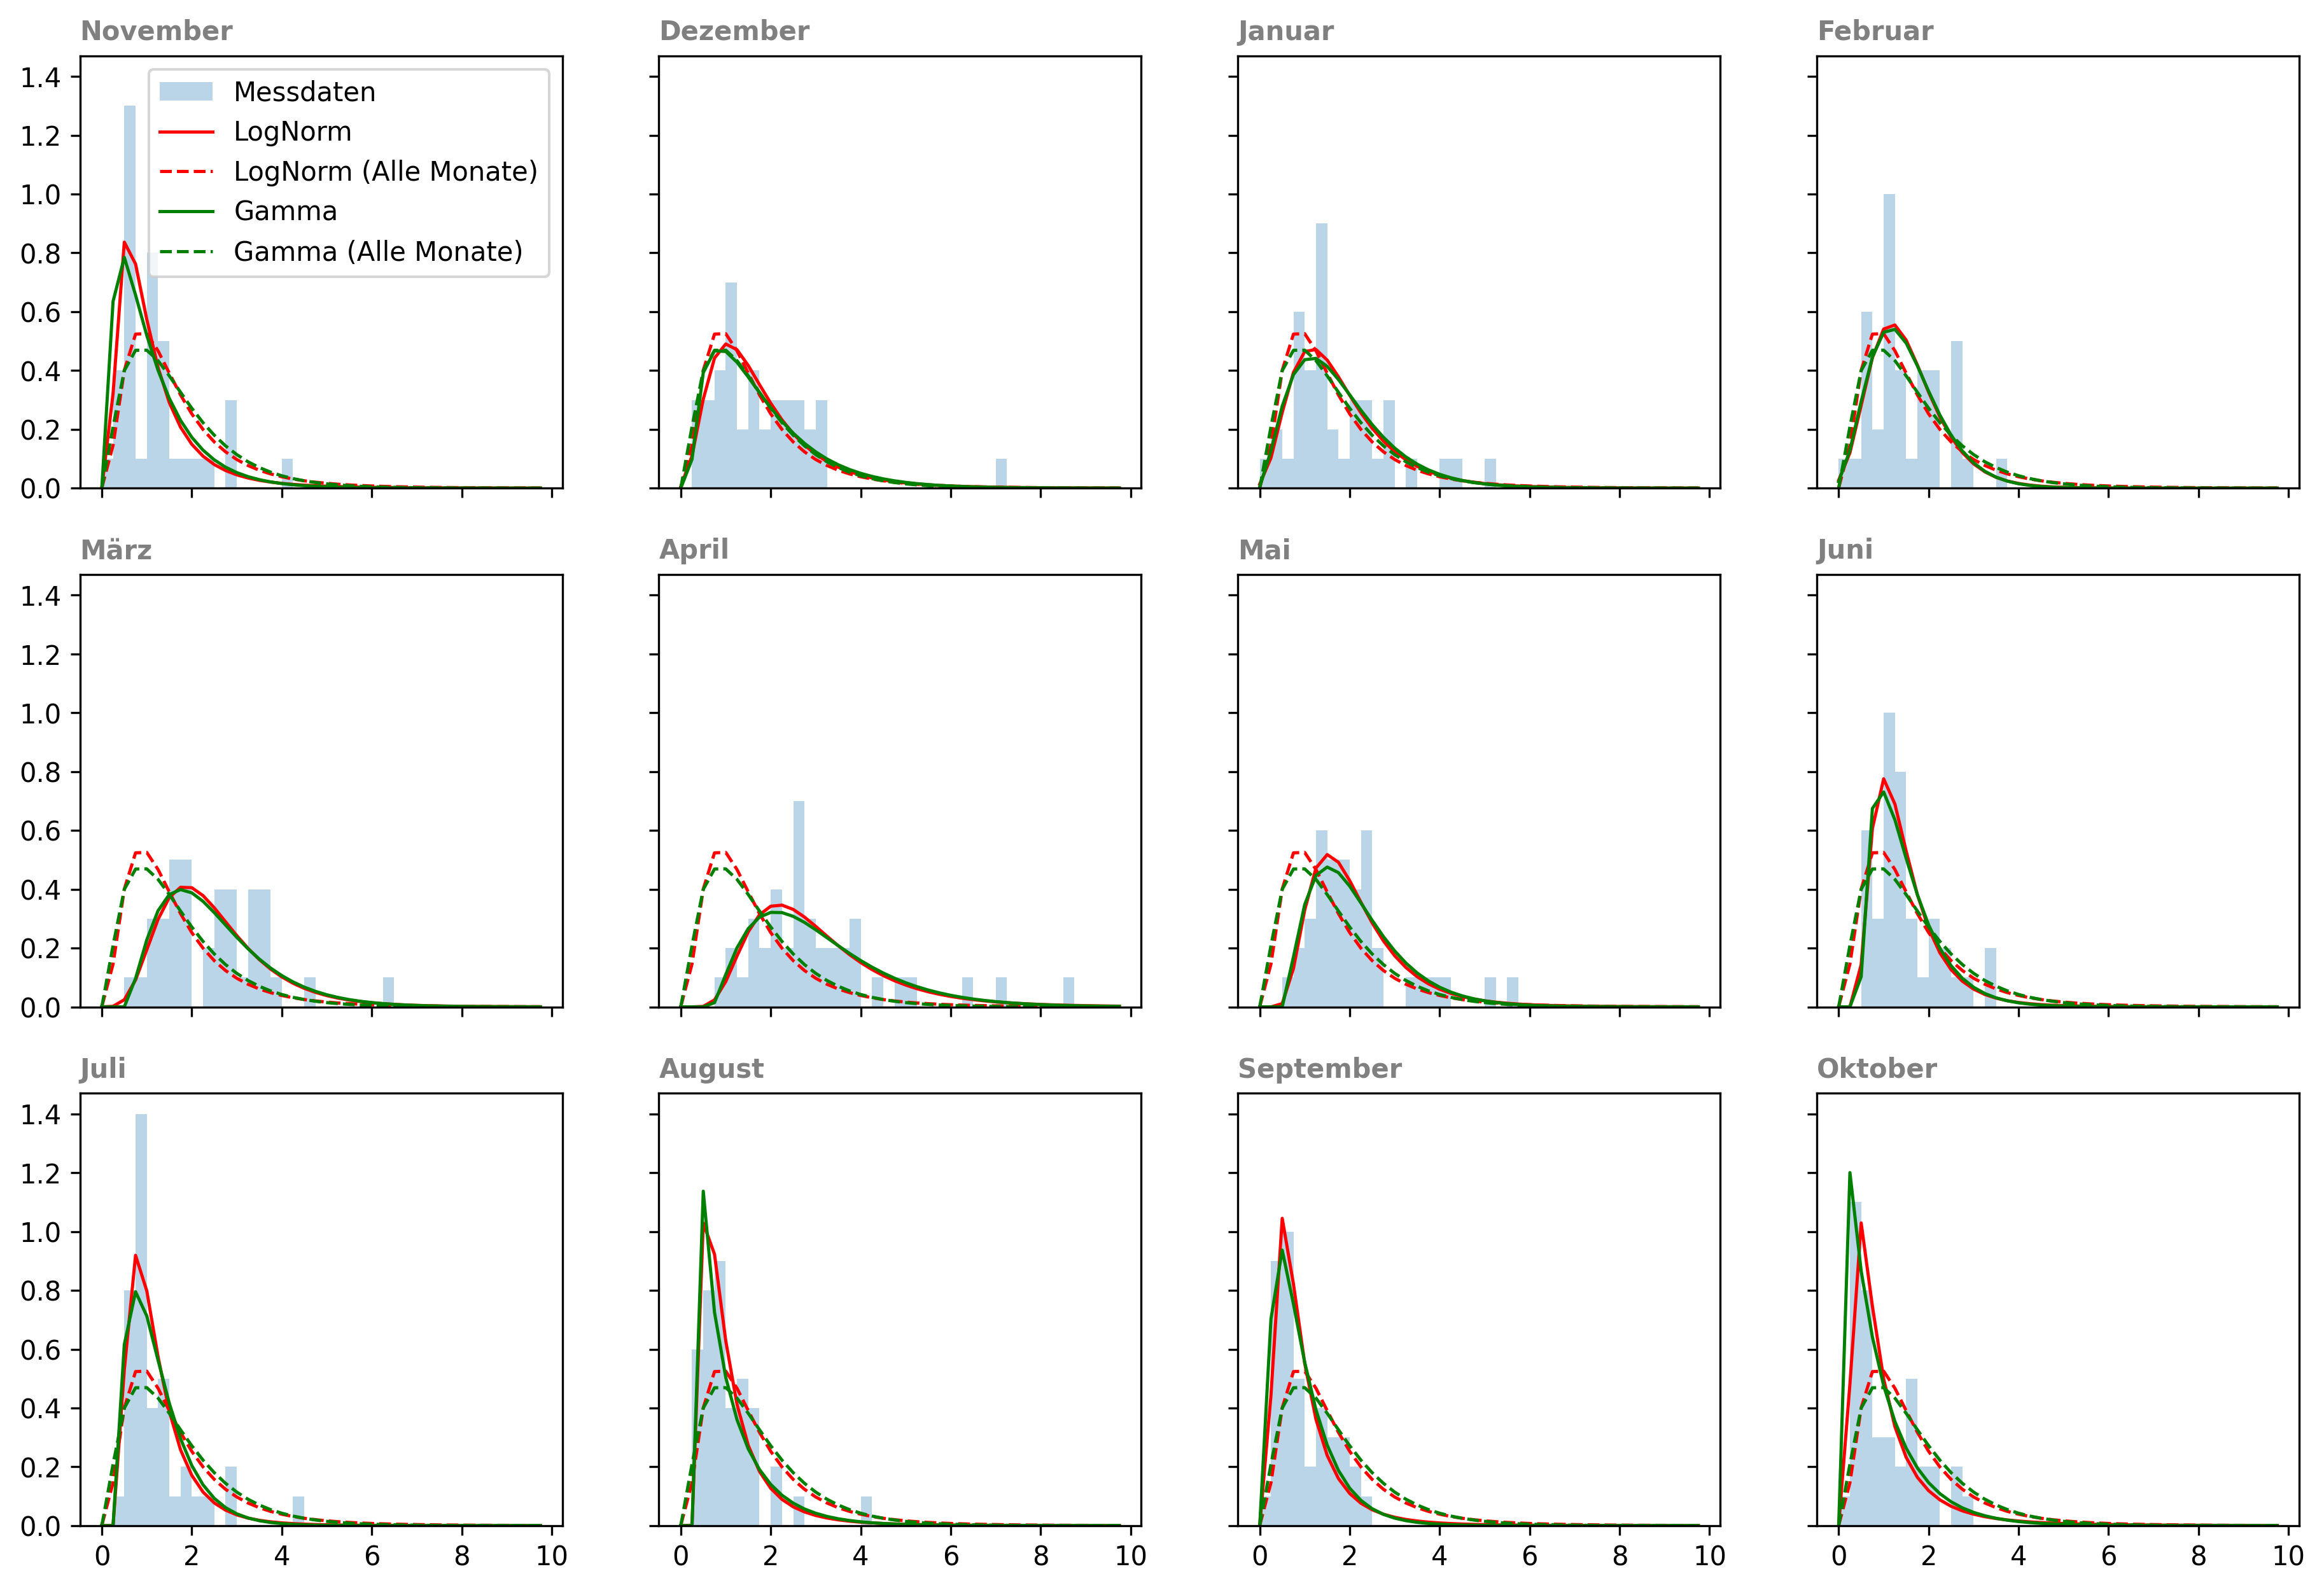 November
Dezember
Januar
Februar
1.4
1.2
1.0
0.8
0.6
0.4
0.2
0.0
Messdaten
LogNorm
LogNorm (Alle Monate)
Gamma
Gamma (Alle Monate)
März
April
Mai
Juni
1.4
1.2
1.0
0.8
0.6
0.4
0.2
0.0
Juli
August
September
Oktober
1.4
1.2
1.0
0.8
0.6
0.4
0.2
0.0
0 2 4 6 8 10
0 2 4 6 8 10
0 2 4 6 8 10
0 2 4 6 8 10